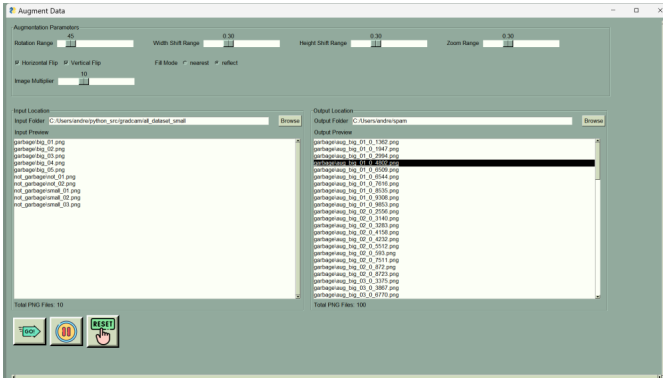 Augment Data
Augmentation Parameters
Rotation Range 45 Width Shift Range 0.30 Height Shift Range 0.30 Zoom Range 0.30
Horizontal Flip Vertical Flip Fill Mode nearest reflect
Image Multiplier 10
Input Location
Input Folder C:/Users/andre/python_src/gradcam/all_dataset_small Browse
Input Preview
garbage\big_01.png
garbage\big_02.png
garbage\big_03.png
garbage\big_04.png
garbage\big_05.png
not_garbage\not_01.png
not_garbage\not_02.png
not_garbage\small_01.png
not_garbage\small_02.png
not_garbage\small_03.png
Total PNG Files: 10
Output Location
Output Folder C:/Users/andre/spam Browse
Output Preview
garbage\aug_big_01_0_1362.png
garbage\aug_big_01_0_1947.png
garbage\aug_big_01_0_2994.png
garbage\aug_big_01_0_4802.png
garbage\aug_big_01_0_6509.png
garbage\aug_big_01_0_6544.png
garbage\aug_big_01_0_7616.png
garbage\aug_big_01_0_8535.png
garbage\aug_big_01_0_9308.png
garbage\aug_big_01_0_9853.png
garbage\aug_big_02_0_2556.png
garbage\aug_big_02_0_3140.png
garbage\aug_big_02_0_3283.png
garbage\aug_big_02_0_4158.png
garbage\aug_big_02_0_4232.png
garbage\aug_big_02_0_5512.png
garbage\aug_big_02_0_593.png
garbage\aug_big_02_0_7511.png
garbage\aug_big_02_0_872.png
garbage\aug_big_02_0_8723.png
garbage\aug_big_03_0_3375.png
garbage\aug_big_03_0_3867.png
garbage\aug_big_03_0_6770.png
Total PNG Files: 100
GO!
RESET